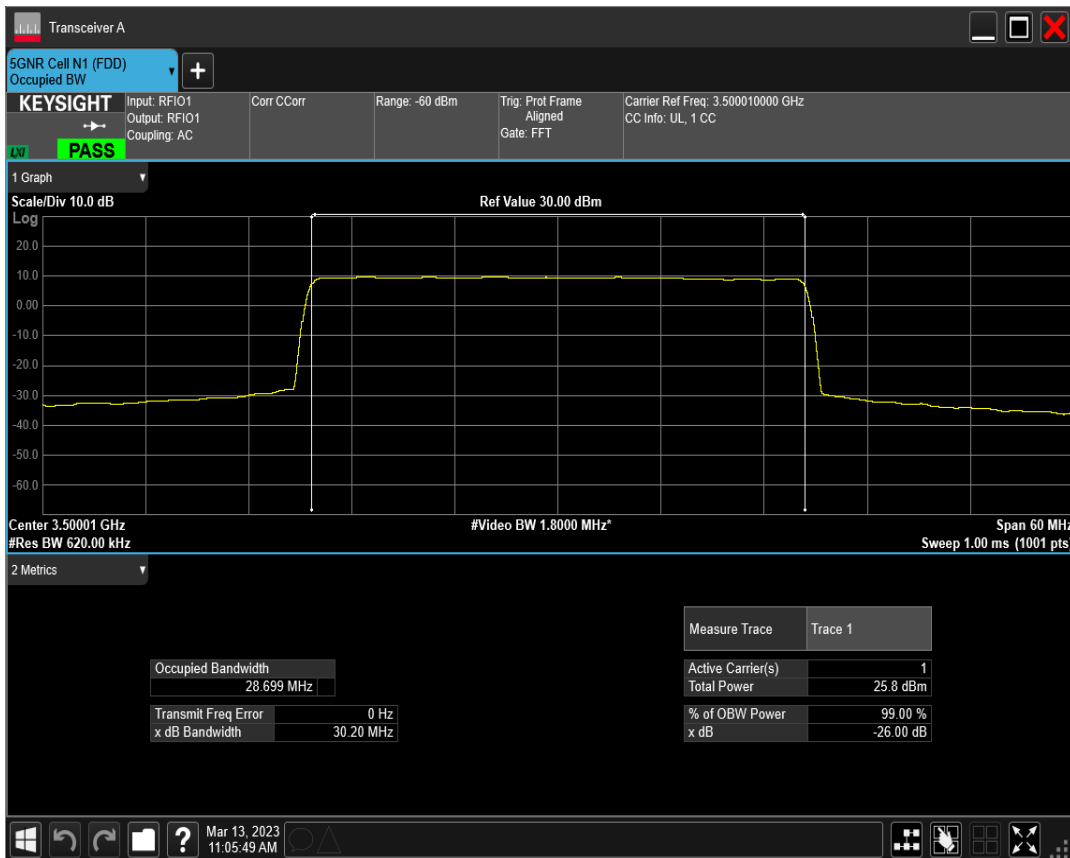 Transceiver A
5GNR Cell N1 (FDD)
Occupied BW
+
KEYSIGHT
LXI
PASS
Input: RFIO1
Output: RFIO1
Coupling: AC
Corr CCorr
Range: -60 dBm
Trig: Prot Frame
Aligned
Gate: FFT
Carrier Ref Freq: 3.500010000 GHz
CC Info: UL, 1 CC
1 Graph
Scale/Div 10.0 dB
Ref Value 30.00 dBm
Log
20.0
10.0
0.00
-10.0
-20.0
-30.0
-40.0
-50.0
-60.0
Center 3.50001 GHz
#Video BW 1.8000 MHz*
Span 60 MHz
#Res BW 620.00 kHz
Sweep 1.00 ms (1001 pts)
2 Metrics
Measure Trace Trace 1
Occupied Bandwidth
28.699 MHz
Active Carrier(s) 1
Total Power 25.8 dBm
Transmit Freq Error 0 Hz
x dB Bandwidth 30.20 MHz
% of OBW Power 99.00 %
x dB -26.00 dB
?
Mar 13, 2023
11:05:49 AM